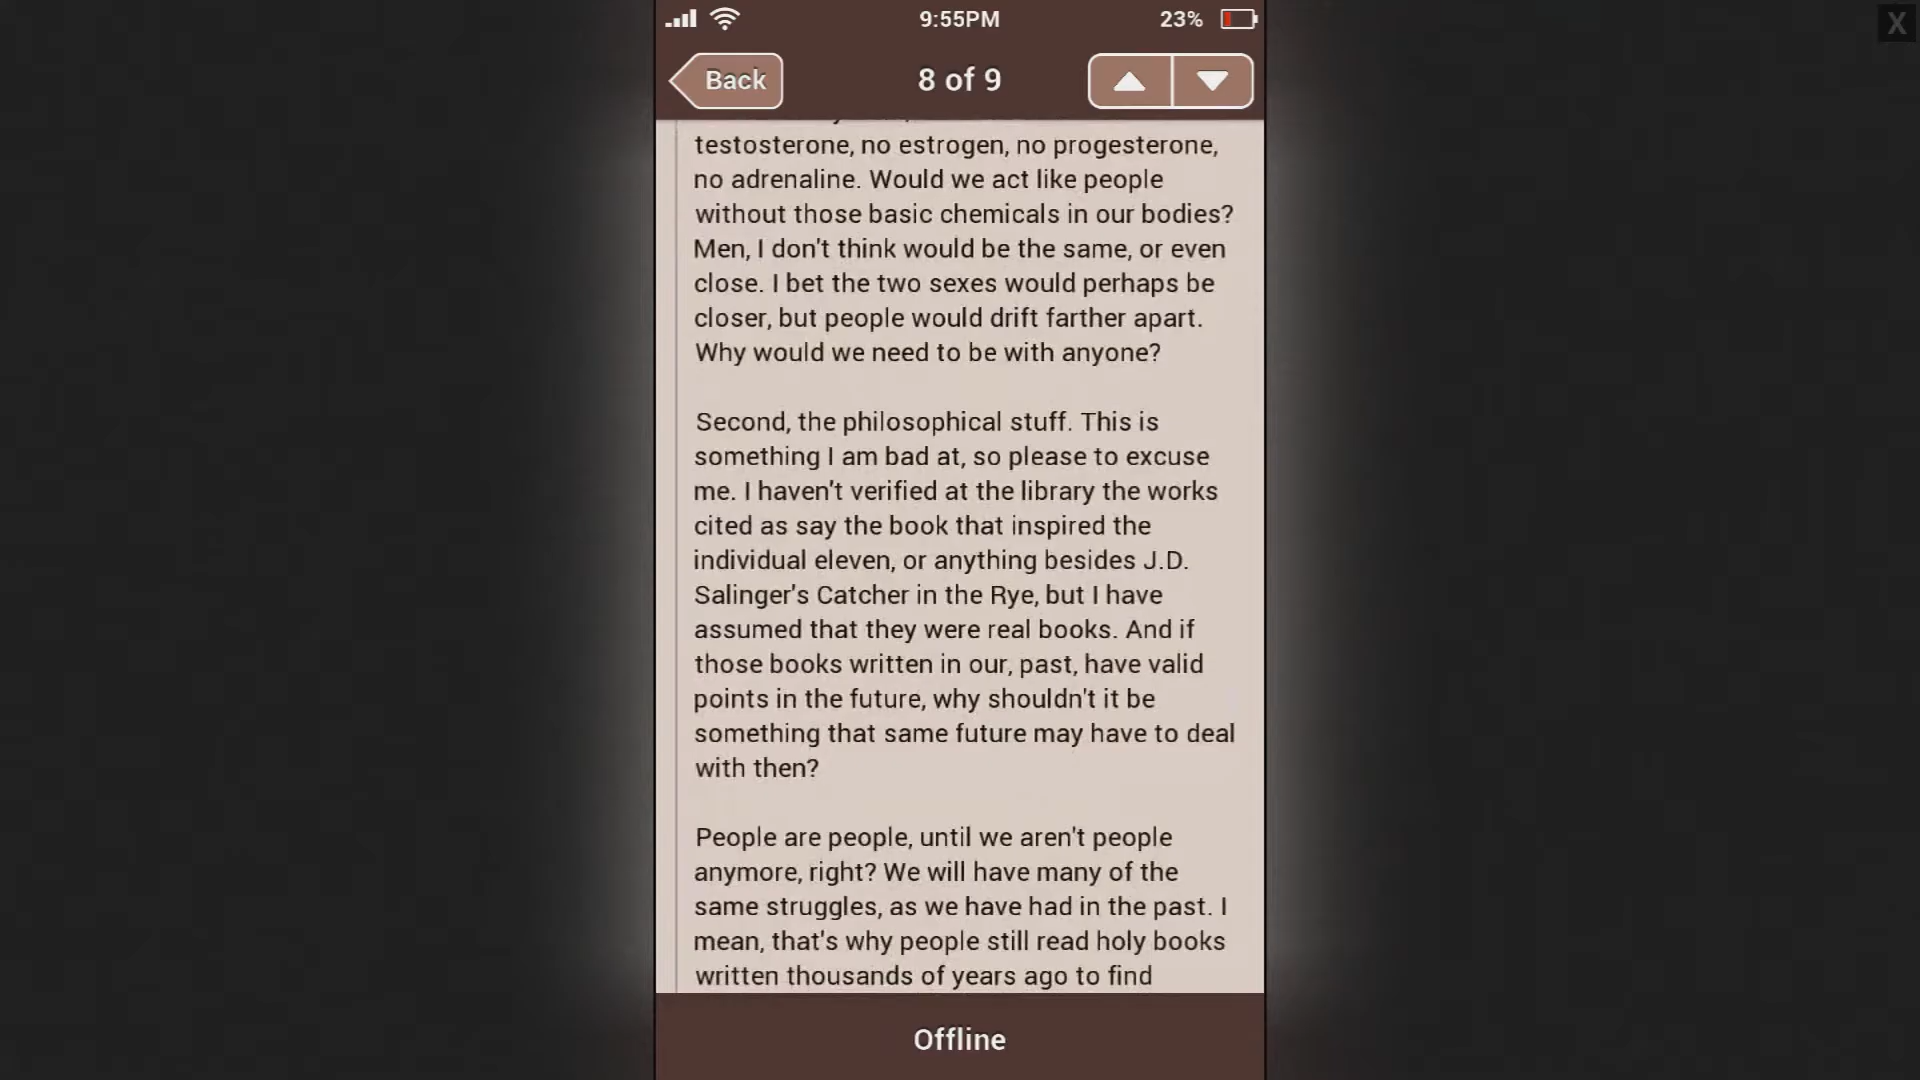 9:55PM
23%
X
Back
8 of 9
testosterone, no estrogen, no progesterone,
no adrenaline. Would we act like people
without those basic chemicals in our bodies?
Men, I don't think would be the same, or even
close. I bet the two sexes would perhaps be
closer, but people would drift farther apart.
Why would we need to be with anyone?
Second, the philosophical stuff. This is
something I am bad at, so please to excuse
me. I haven't verified at the library the works
cited as say the book that inspired the
individual eleven, or anything besides J.D.
Salinger's Catcher in the Rye, but I have
assumed that they were real books. And if
those books written in our, past, have valid
points in the future, why shouldn't it be
something that same future may have to deal
with then?
People are people, until we aren't people
anymore, right? We will have many of the
same struggles, as we have had in the past. I
mean, that's why people still read holy books
written thousands of years ago to find
Offline